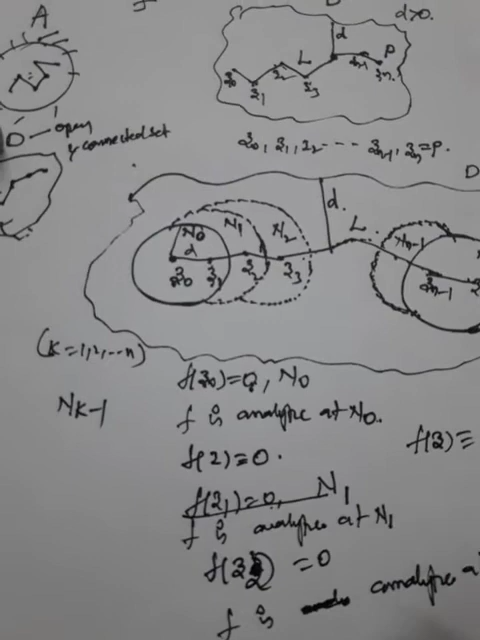 A
D
d>0.
d
L
P
z0 z1 z2 z3 zn-1 zn
D - open
& connected set
z0, z1, z2 ---- zn-1, zn=P.
D
N0 N1 N2 d. L Nn-1
d
z0 z1 z2 z3 zn-1
(K=1,2,...n)
f(z0)=0, N0
NK-1
f is analytic at N0.
f(z)≡
f(z)=0.
f(z1)=0, N1
f is analytic at N1
f(z2)=0
f is analytic a